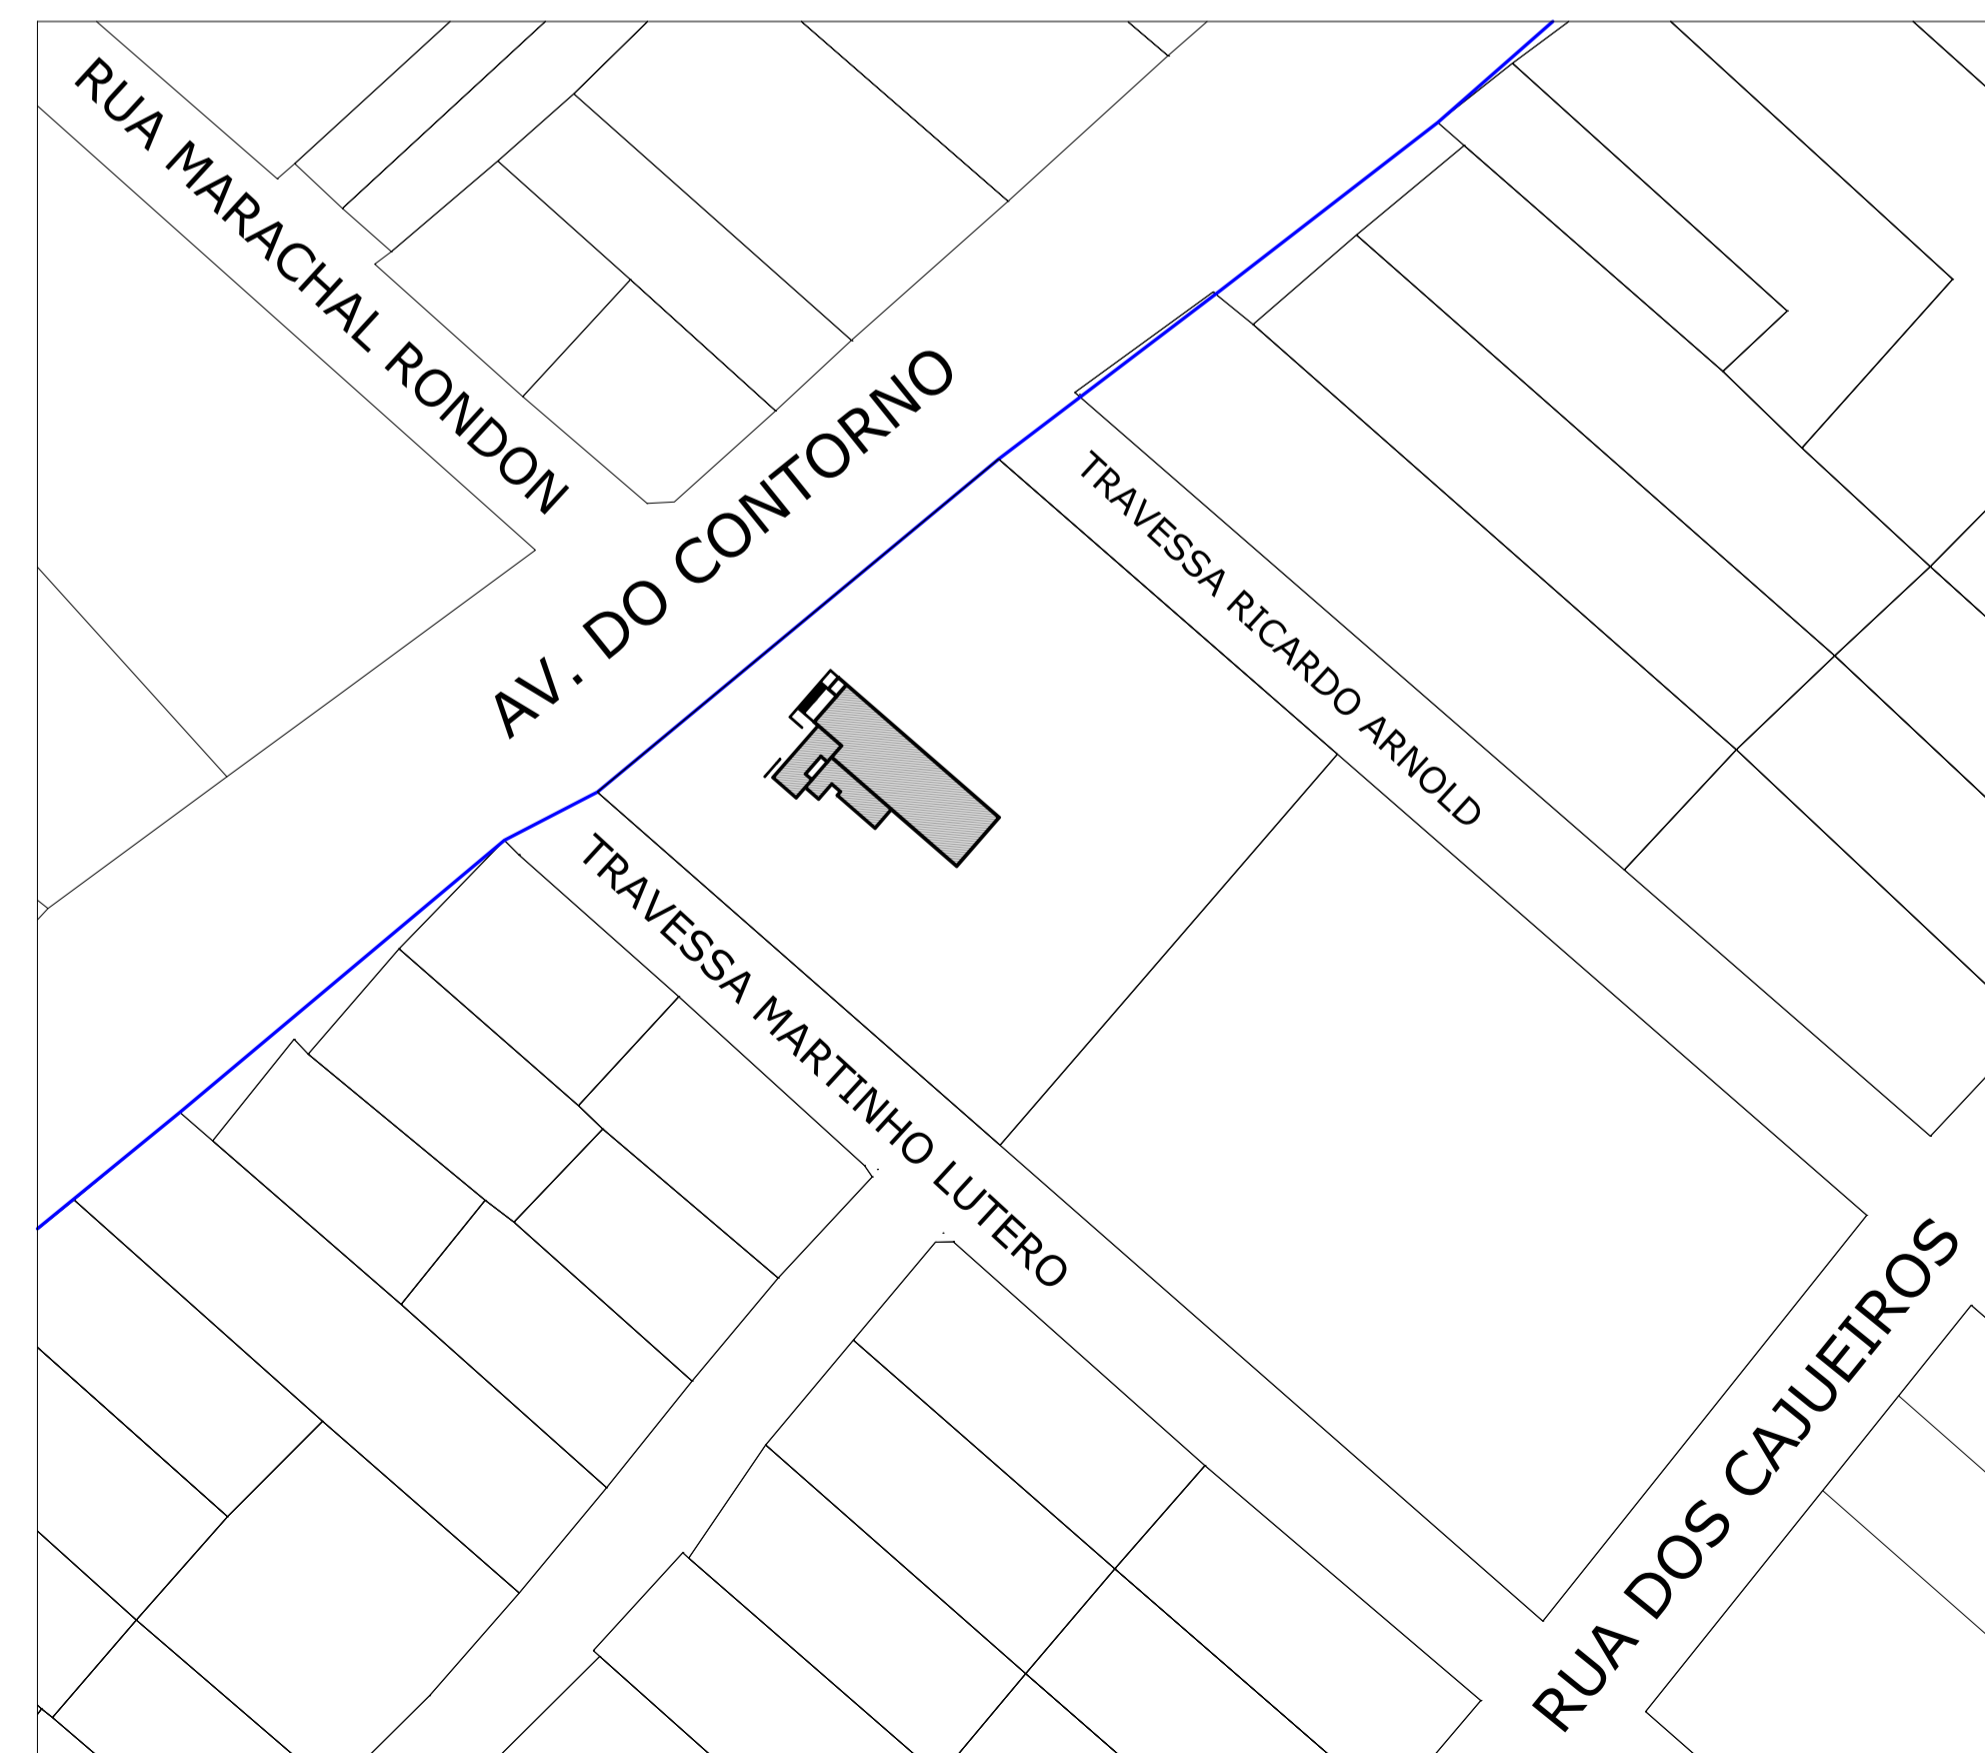 RUA MARACHAL RONDON
AV. DO CONTORNO
TRAVESSA RICARDO ARNOLD
TRAVESSA MARTINHO LUTERO
RUA DOS CAJUEIROS